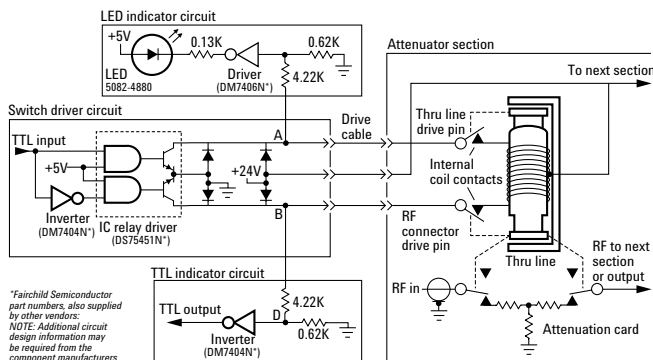 LED indicator circuit
+5V
LED
5082-4880
0.13K
Driver
(DM7406N*)
0.62K
4.22K
Attenuator section
To next section
Switch driver circuit
TTL input
+5V
Inverter
(DM7404N*)
IC relay driver
(DS75451N*)
+24V
A
B
Drive
cable
Thru line
drive pin
Internal
coil contacts
RF
connector
drive pin
Thru line
RF in
RF to next
section
or output
Attenuation card
TTL indicator circuit
TTL output
4.22K
D
Inverter
(DM7404N*)
0.62K
*Fairchild Semiconductor
part numbers, also supplied
by other vendors:
NOTE: Additional circuit
design information may
be required from the
component manufacturers